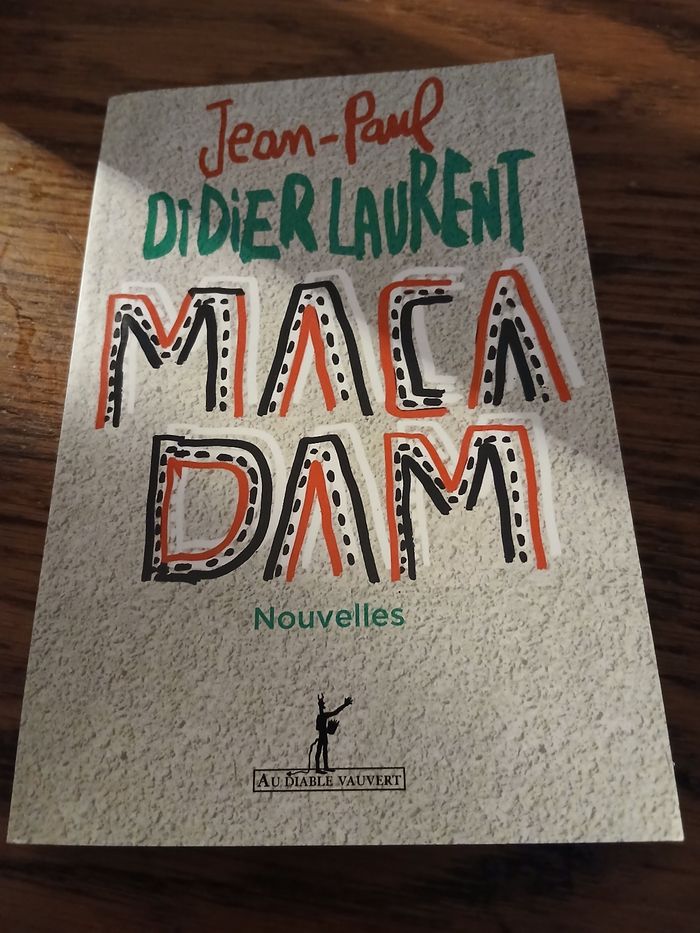 Jean-Paul
DiDiER LAURENT
MACA
DAM
Nouvelles
AU DIABLE VAUVERT